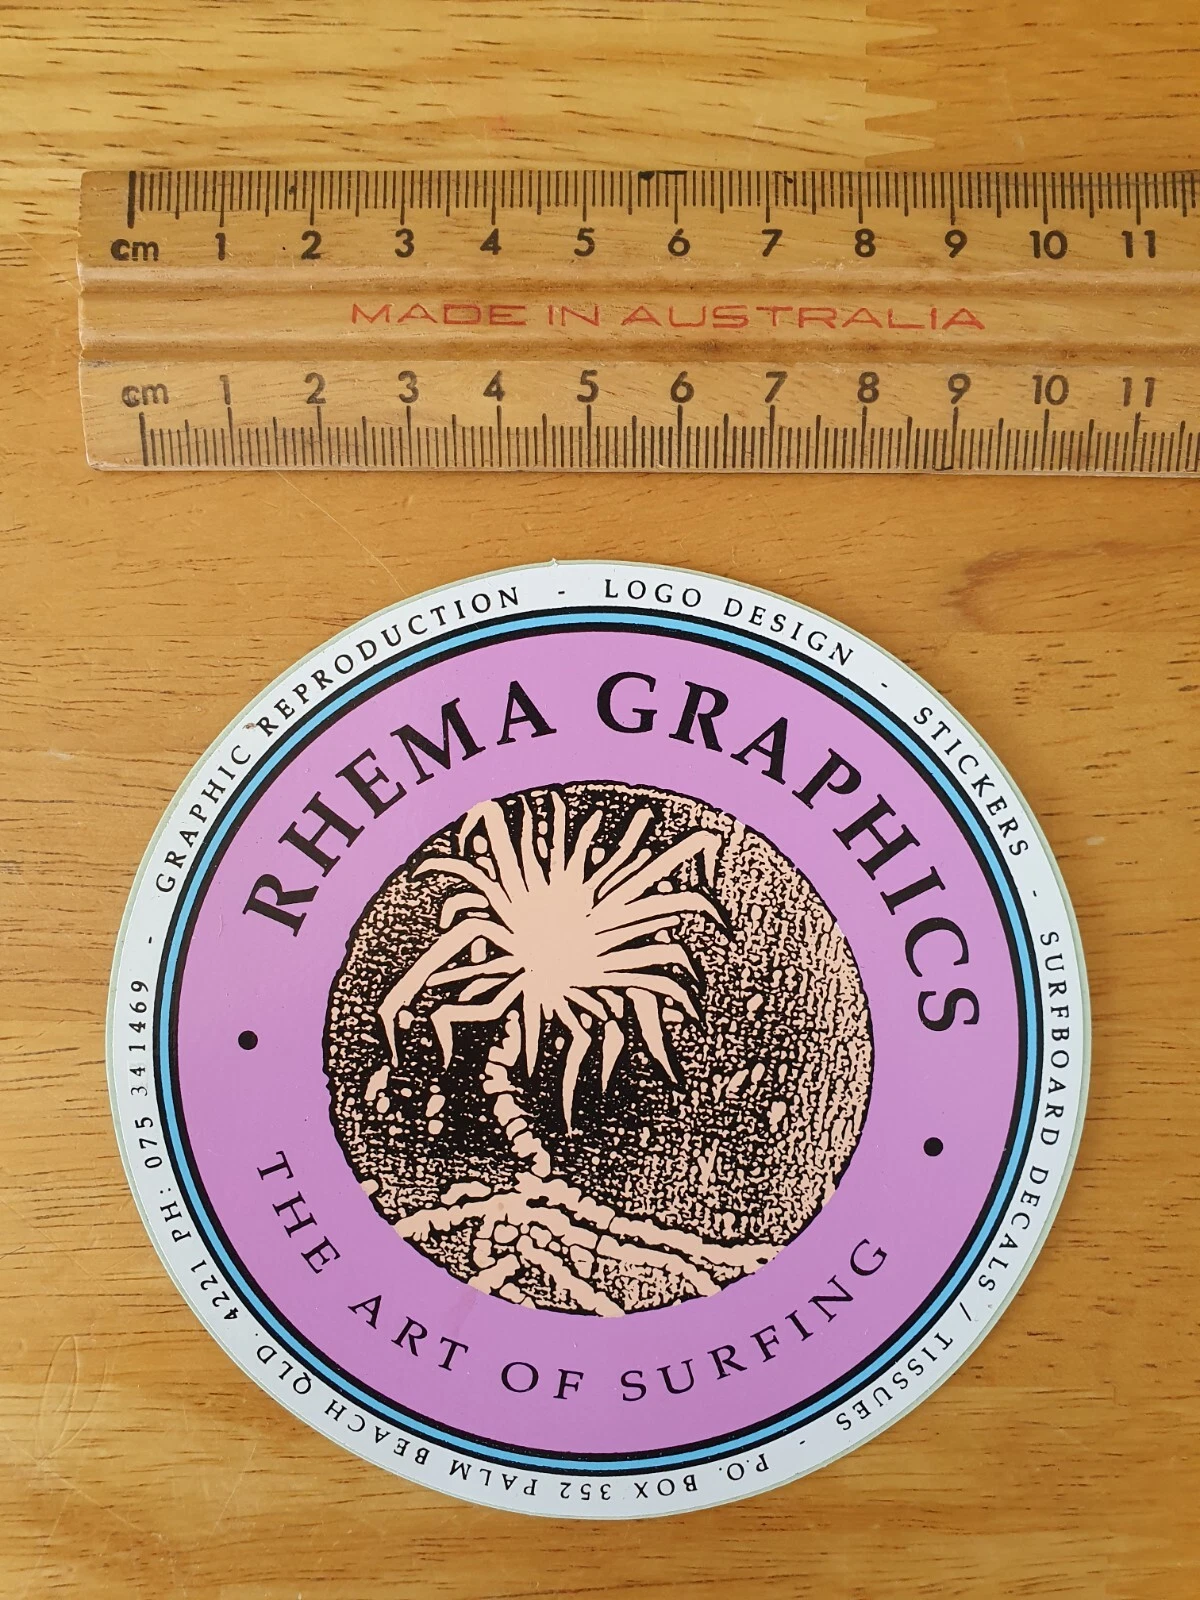 cm 1 2 3 4 5 6 7 8 9 10 11
MADE IN AUSTRALIA
cm 1 2 3 4 5 6 7 8 9 10 11
GRAPHIC REPRODUCTION - LOGO DESIGN - STICKERS - SURFBOARD DECALS / TISSUES - P.O. BOX 352 PALM BEACH QLD. 4221 PH: 075 341469 -
RHEMA GRAPHICS
• THE ART OF SURFING •